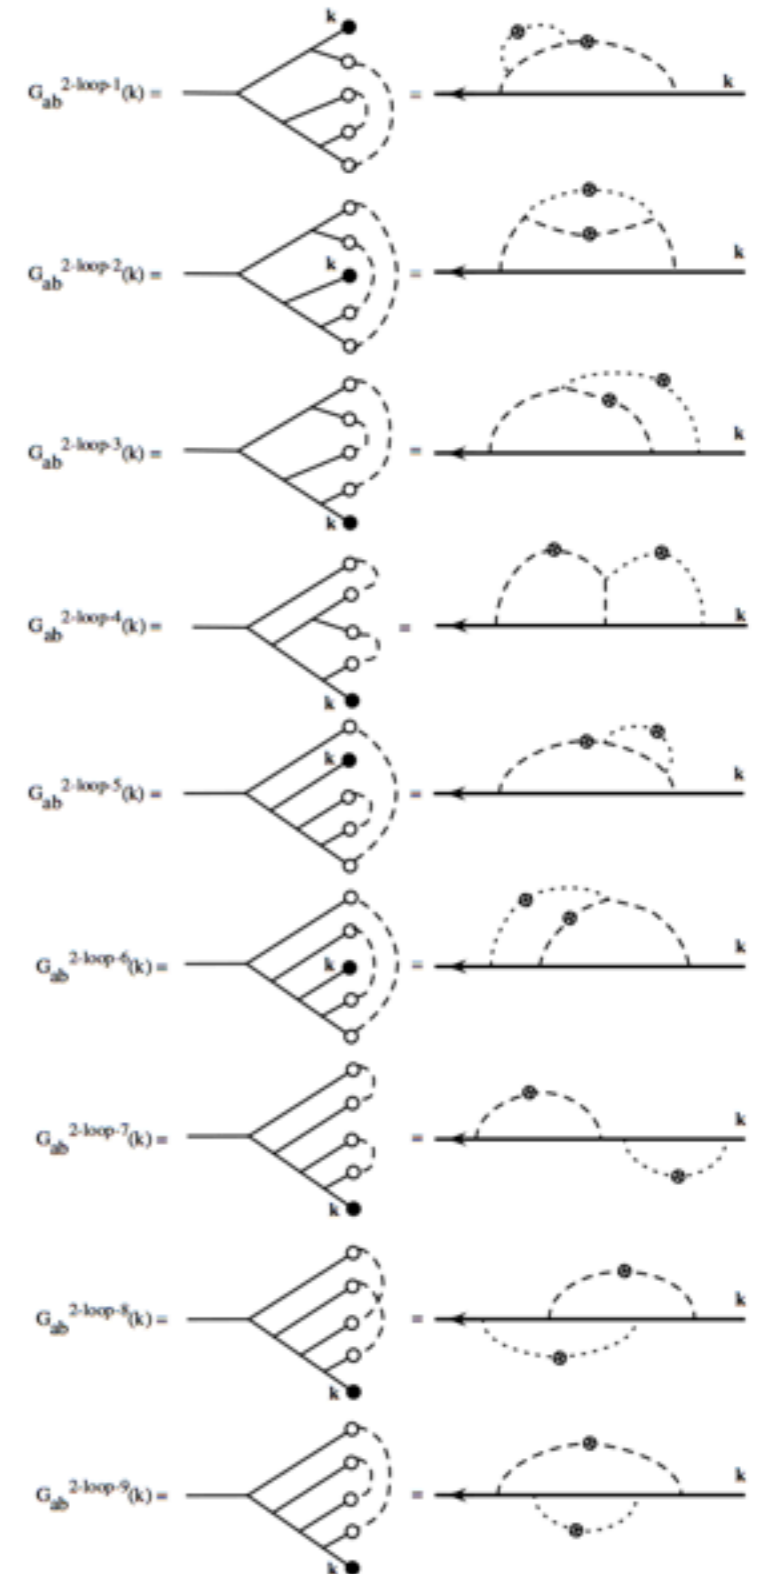 k
G_ab^2-loop-1(k) = = k
G_ab^2-loop-2(k) = k = k
G_ab^2-loop-3(k) = = k
k
G_ab^2-loop-4(k) = = k
k
G_ab^2-loop-5(k) = k = k
G_ab^2-loop-6(k) = k = k
G_ab^2-loop-7(k) = = k
k
G_ab^2-loop-8(k) = = k
k
G_ab^2-loop-9(k) = = k
k